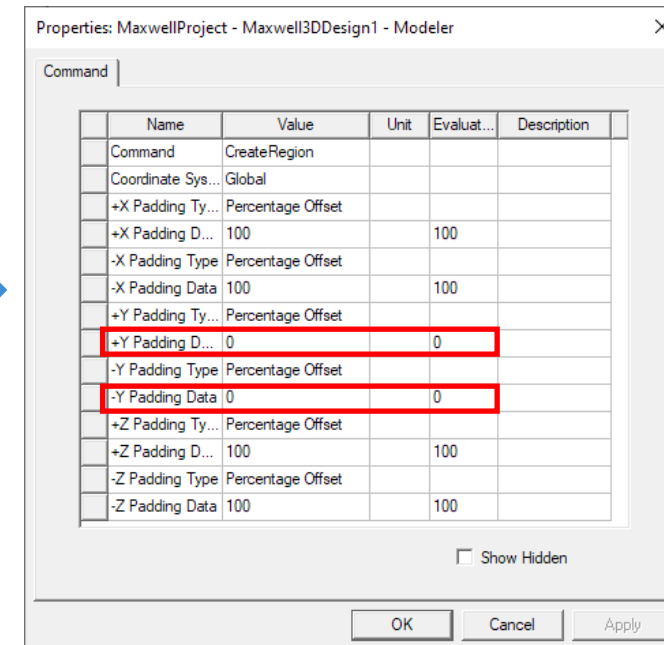 Properties: MaxwellProject - Maxwell3DDesign1 - Modeler
Command
Name Value Unit Evaluat... Description
Command CreateRegion
Coordinate Sys... Global
+X Padding Ty... Percentage Offset
+X Padding D... 100 100
-X Padding Type Percentage Offset
-X Padding Data 100 100
+Y Padding Ty... Percentage Offset
+Y Padding D... 0 0
-Y Padding Type Percentage Offset
-Y Padding Data 0 0
+Z Padding Ty... Percentage Offset
+Z Padding D... 100 100
-Z Padding Type Percentage Offset
-Z Padding Data 100 100
Show Hidden
OK Cancel Apply